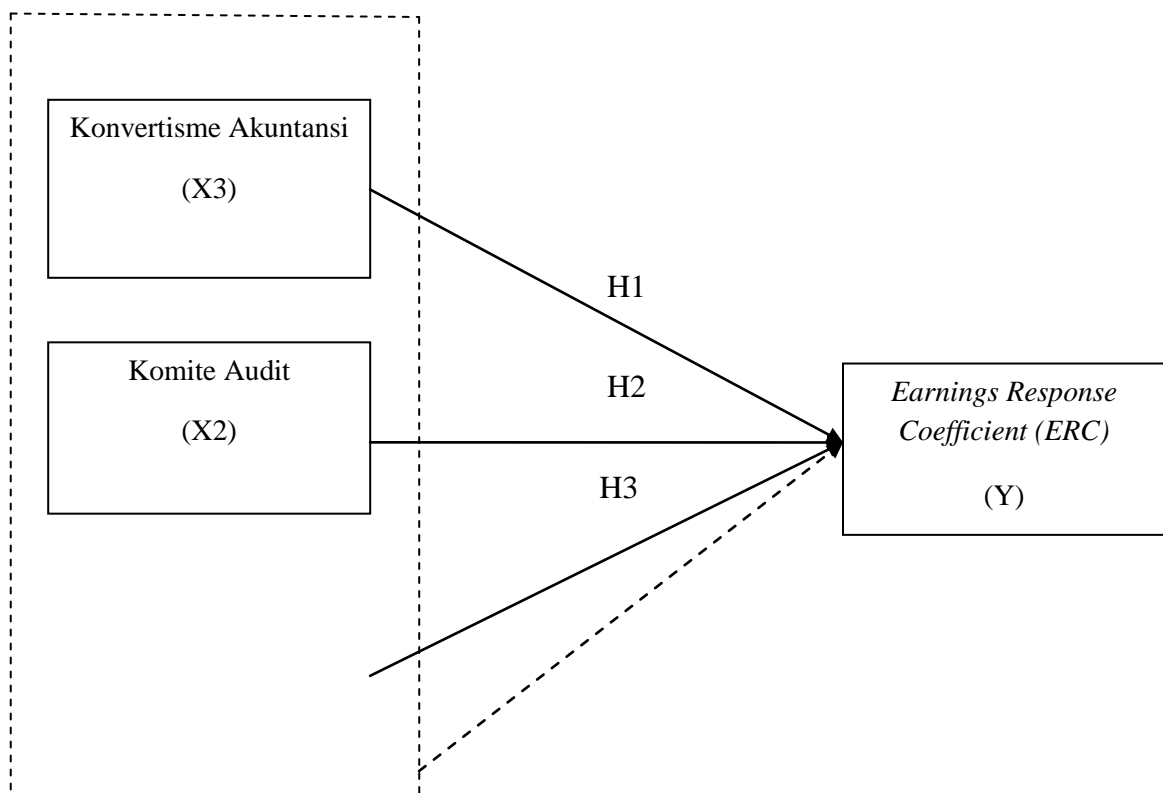 Konvertisme Akuntansi
(X3)
H1
Komite Audit
(X2)
H2
Earnings Response
Coefficient (ERC)
(Y)
H3